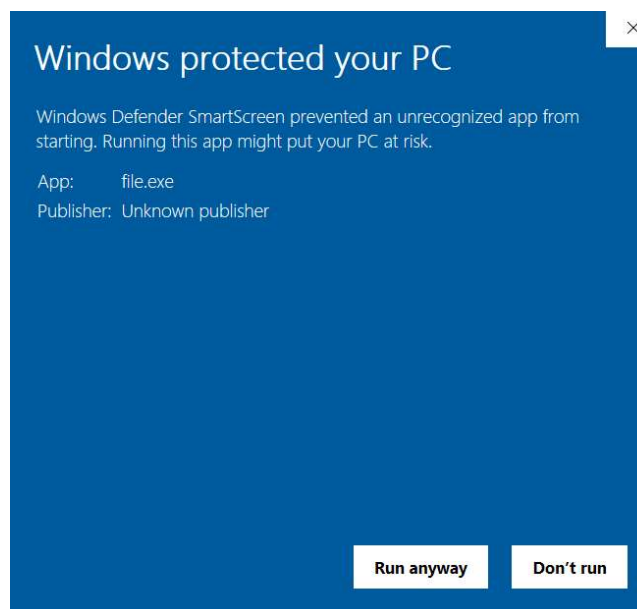 Windows protected your PC
Windows Defender SmartScreen prevented an unrecognized app from
starting. Running this app might put your PC at risk.
App: file.exe
Publisher: Unknown publisher
Run anyway Don't run